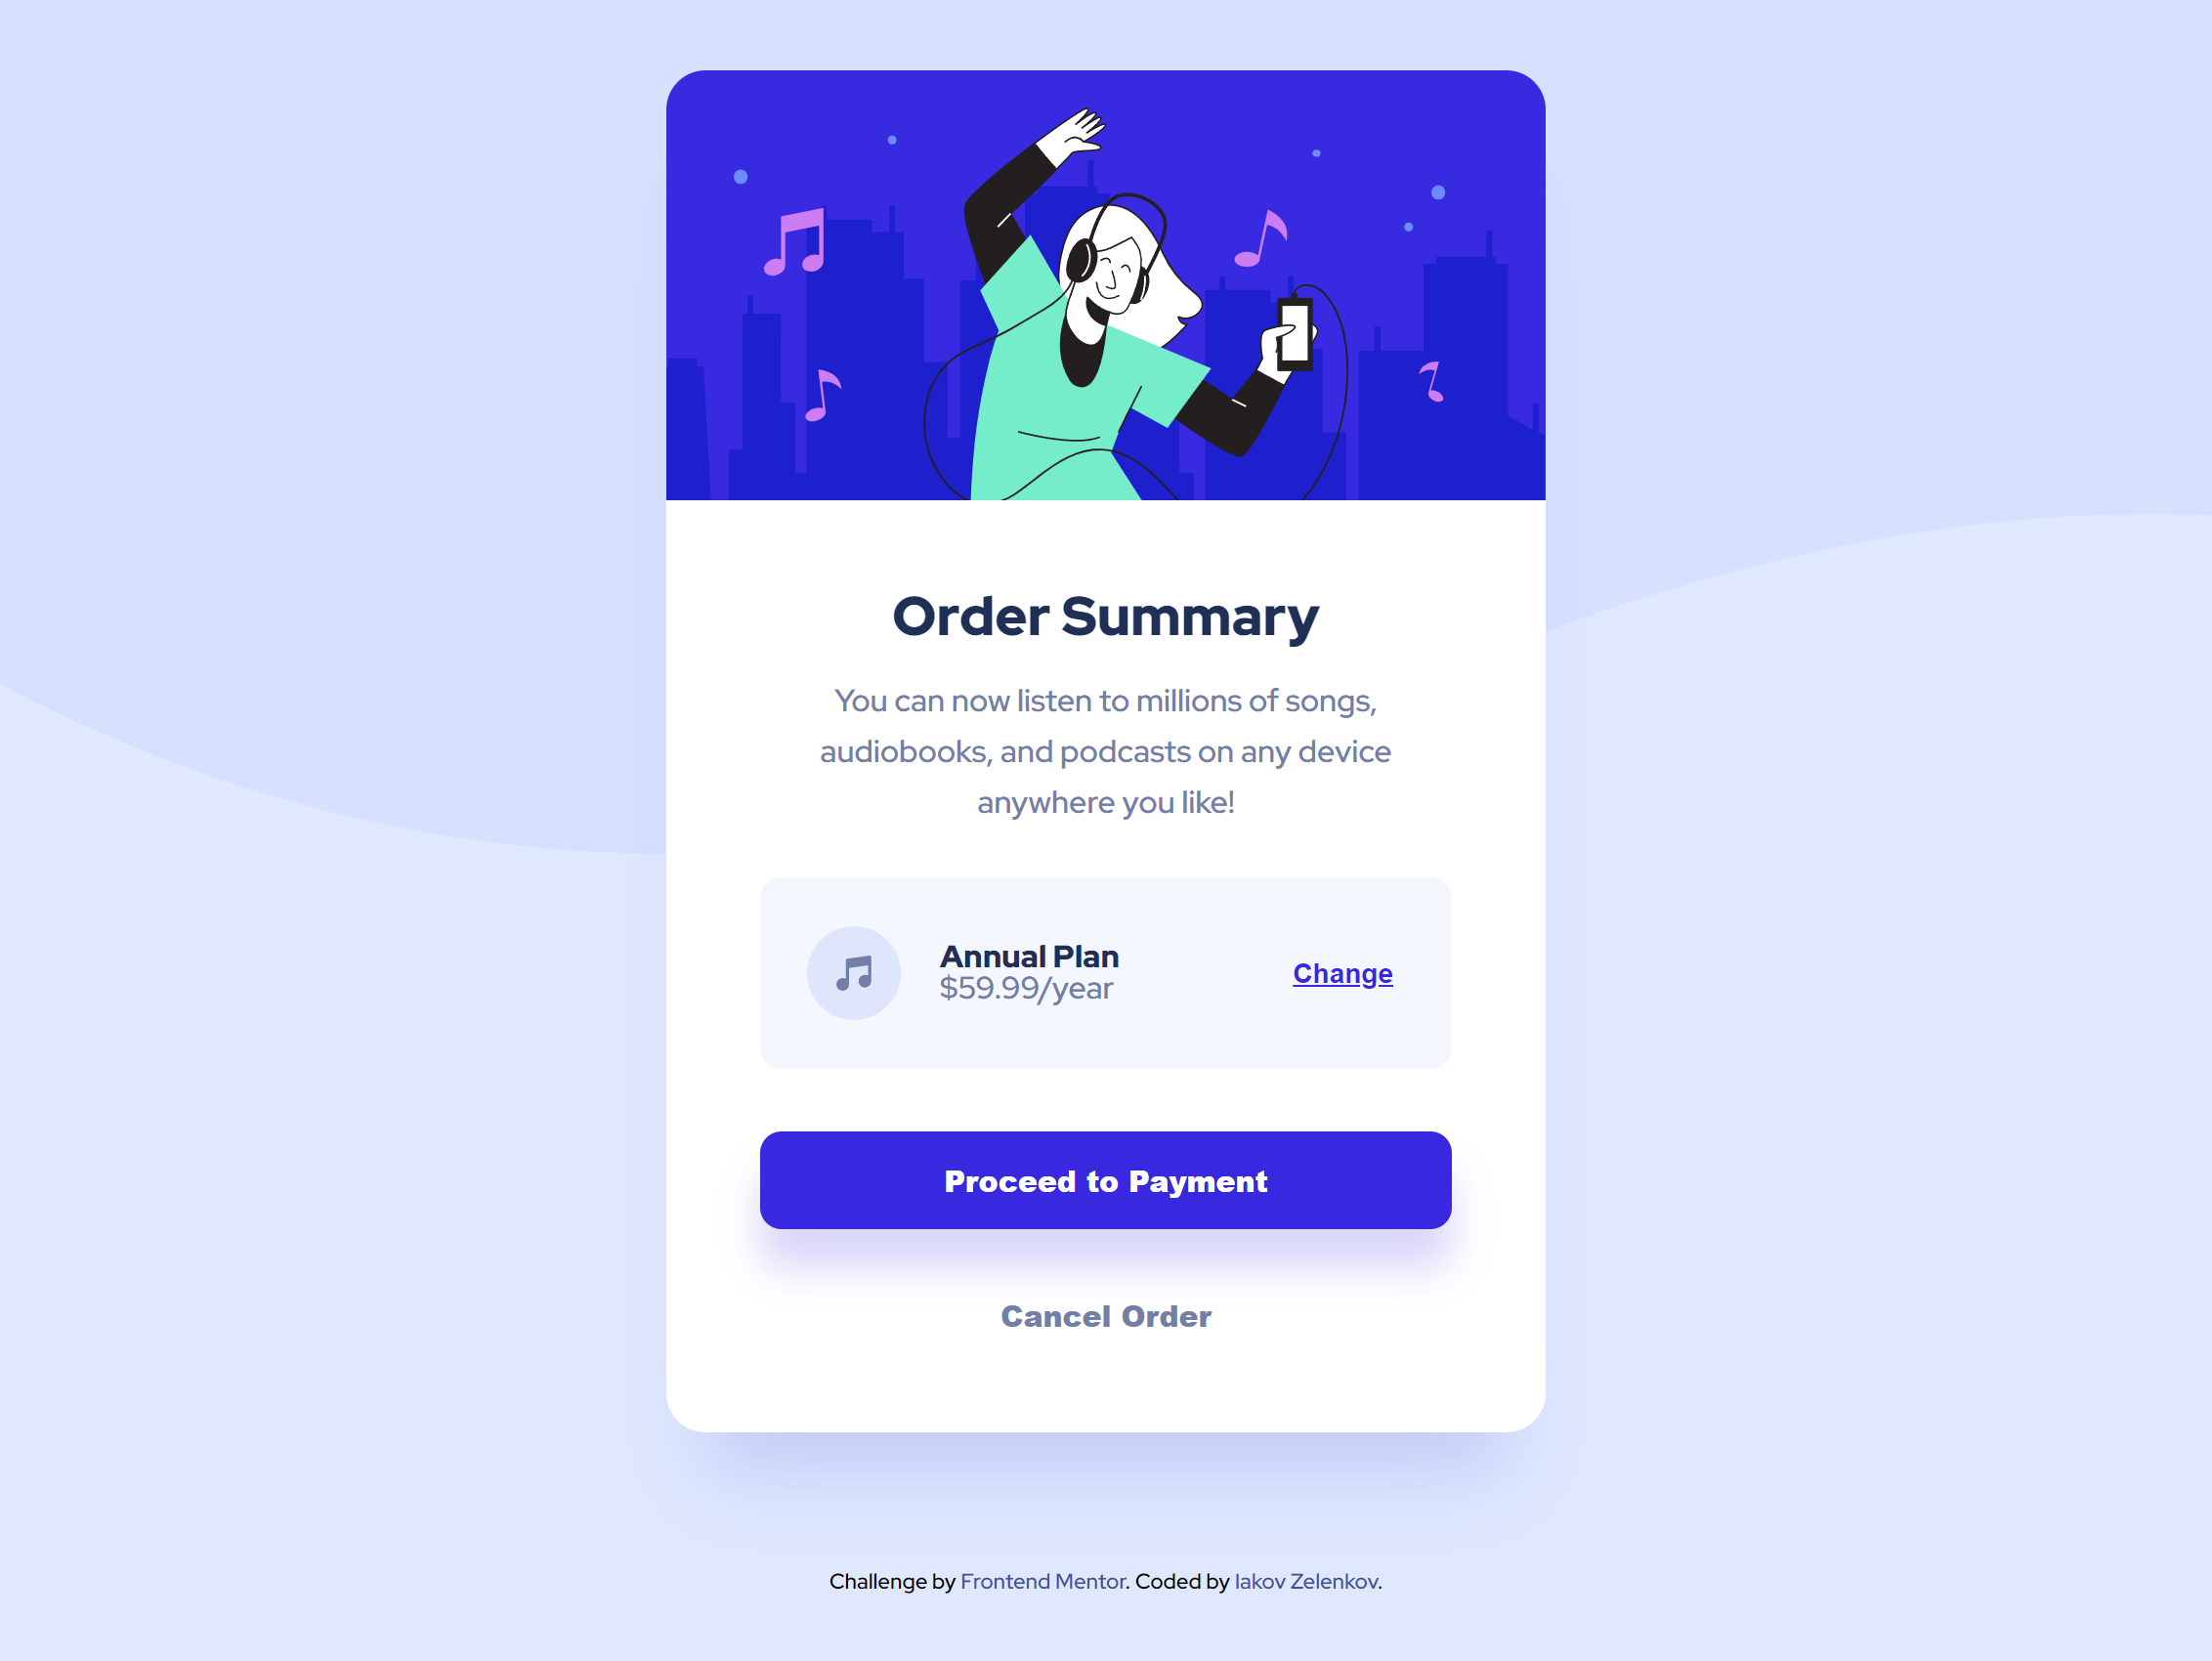 Order Summary
You can now listen to millions of songs,
audiobooks, and podcasts on any device
anywhere you like!
Annual Plan
$59.99/year
Change
Proceed to Payment
Cancel Order
Challenge by Frontend Mentor. Coded by Iakov Zelenkov.